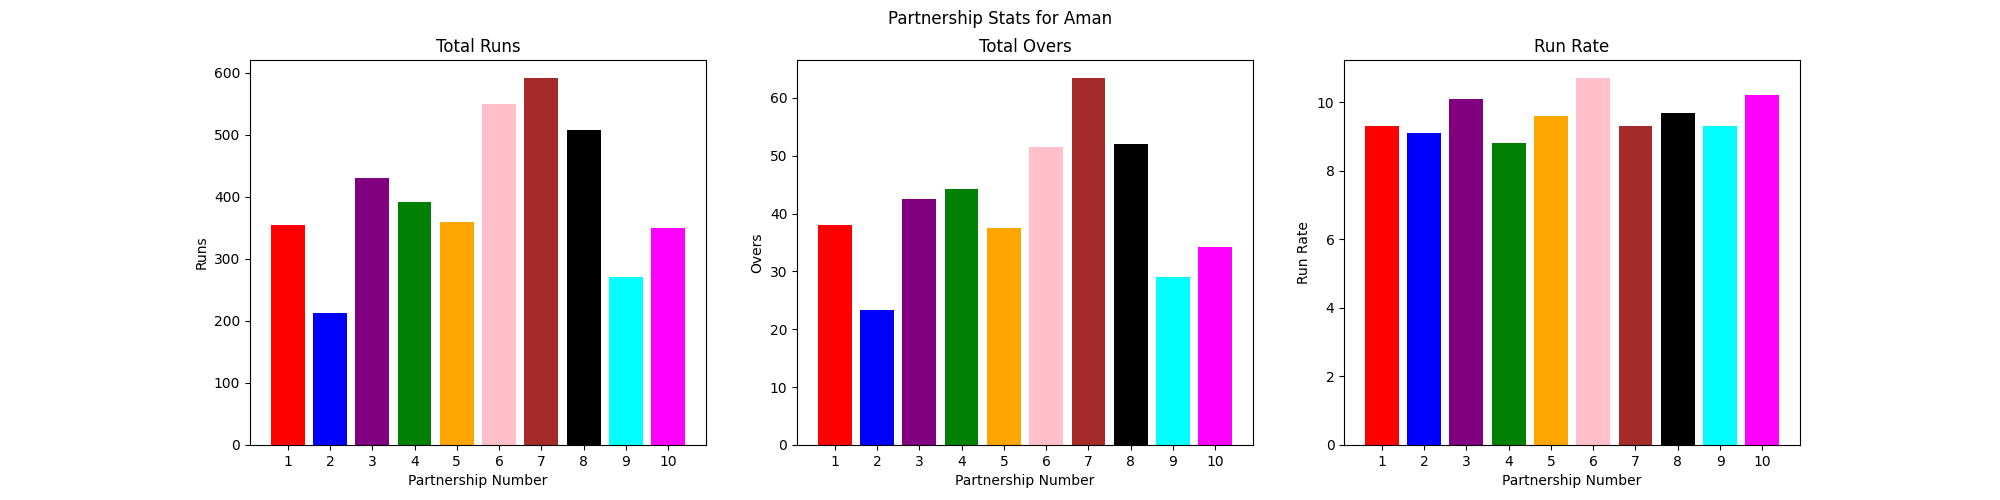 Partnership Stats for Aman
Total Runs
Runs
600
500
400
300
200
100
0
1 2 3 4 5 6 7 8 9 10
Partnership Number
Total Overs
Overs
60
50
40
30
20
10
0
1 2 3 4 5 6 7 8 9 10
Partnership Number
Run Rate
Run Rate
10
8
6
4
2
0
1 2 3 4 5 6 7 8 9 10
Partnership Number